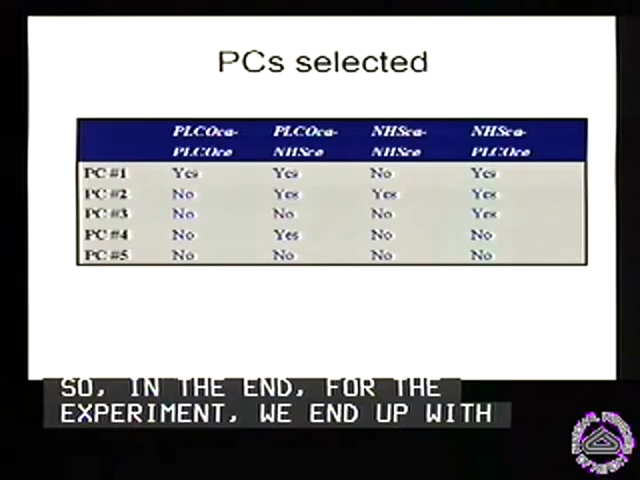 PCs selected
PLCOca- PLCOca- NHSca- NHSca-
PLCOco NHSco NHSco PLCOco
PC #1 Yes Yes No Yes
PC #2 No Yes Yes Yes
PC #3 No No No Yes
PC #4 No Yes No No
PC #5 No No No No
SO, IN THE END, FOR THE
EXPERIMENT, WE END UP WITH